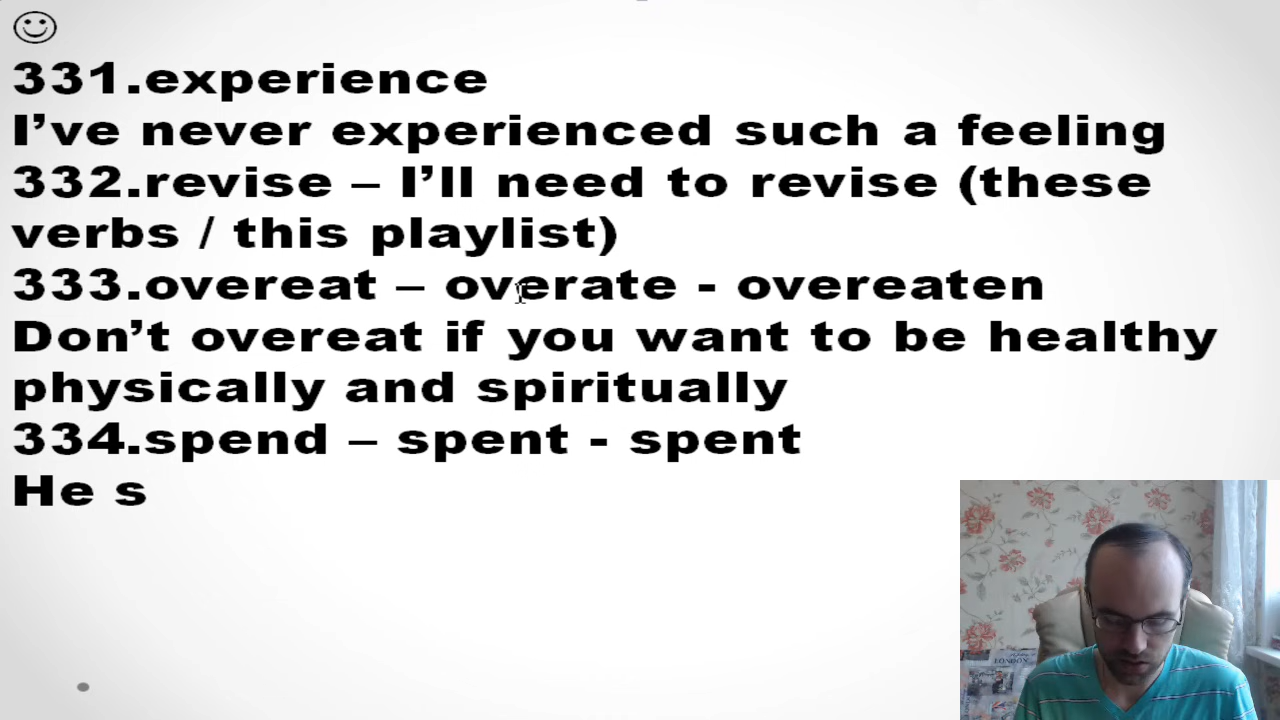 331.experience
I’ve never experienced such a feeling
332.revise – I’ll need to revise (these
verbs / this playlist)
333.overeat – overate - overeaten
Don’t overeat if you want to be healthy
physically and spiritually
334.spend – spent - spent
He s
LONDON